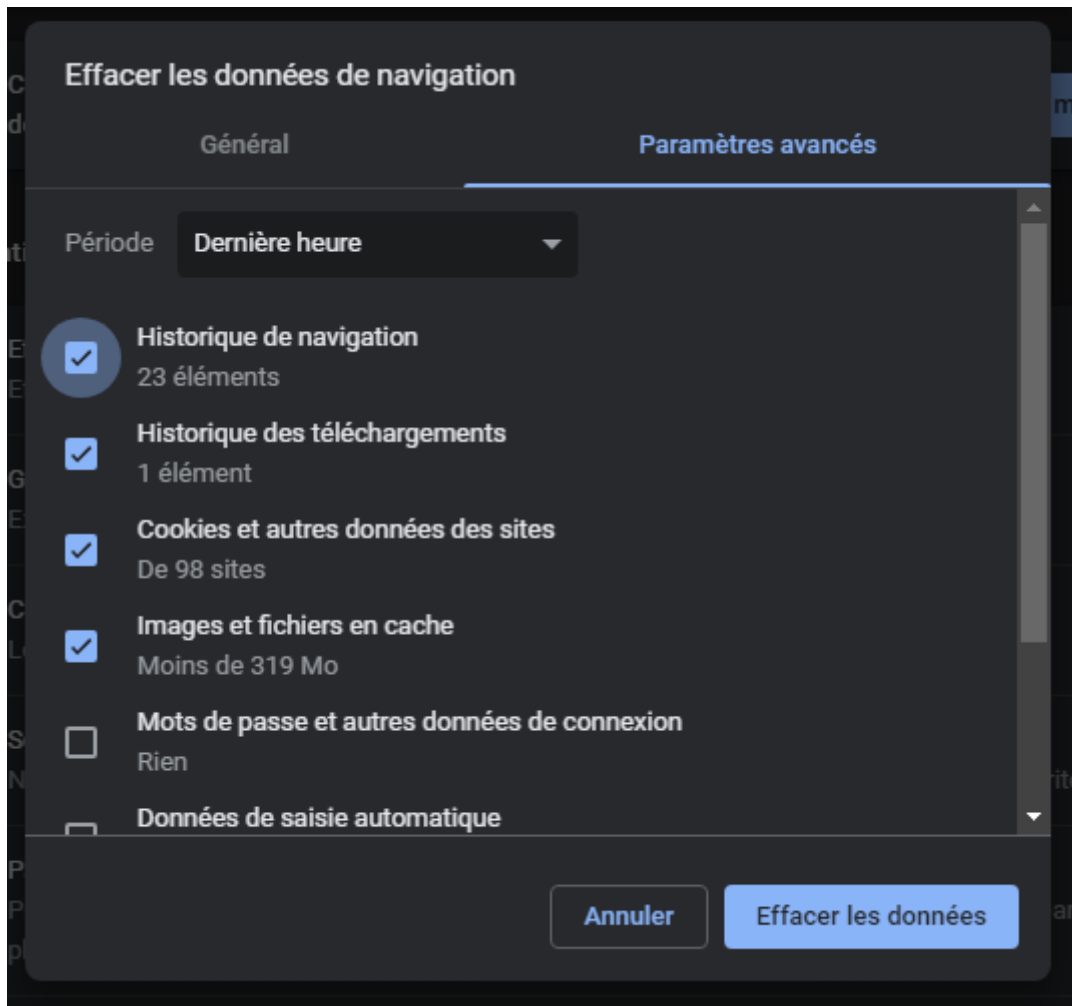 Effacer les données de navigation
Général
Paramètres avancés
Période
Dernière heure
Historique de navigation
23 éléments
Historique des téléchargements
1 élément
Cookies et autres données des sites
De 98 sites
Images et fichiers en cache
Moins de 319 Mo
Mots de passe et autres données de connexion
Rien
Données de saisie automatique
Annuler
Effacer les données